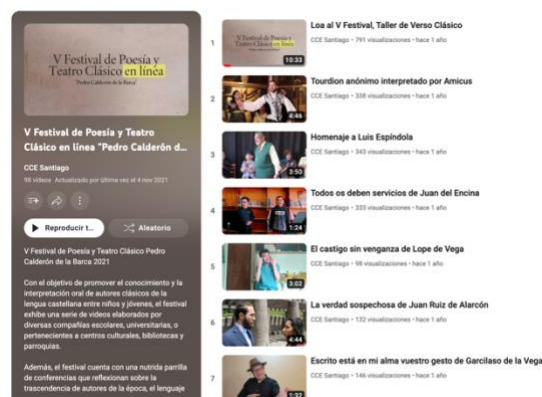 V Festival de Poesía y
Teatro Clásico en línea
"Pedro Calderón de la Barca"
V Festival de Poesía y Teatro
Clásico en línea "Pedro Calderón d...
CCE Santiago
98 vídeos Actualizado por última vez el 4 nov 2021
Reproducir t...
Aleatorio
V Festival de Poesía y Teatro Clásico Pedro
Calderón de la Barca 2021
Con el objetivo de promover el conocimiento y la
interpretación oral de autores clásicos de la
lengua castellana entre niños y jóvenes, el festival
exhibe una serie de videos elaborados por
diversas compañías escolares, universitarias, o
pertenecientes a centros culturales, bibliotecas y
parroquias.
Además, el festival cuenta con una nutrida parrilla
de conferencias que reflexionan sobre la
trascendencia de autores de la época, el lenguaje
1
V Festival de Poesía y
Teatro Clásico en línea
10:33
Loa al V Festival, Taller de Verso Clásico
CCE Santiago • 791 visualizaciones • hace 1 año
2
4:46
Tourdion anónimo interpretado por Amicus
CCE Santiago • 338 visualizaciones • hace 1 año
3
3:50
Homenaje a Luis Espíndola
CCE Santiago • 343 visualizaciones • hace 1 año
4
1:24
Todos os deben servicios de Juan del Encina
CCE Santiago • 333 visualizaciones • hace 1 año
5
3:02
El castigo sin venganza de Lope de Vega
CCE Santiago • 98 visualizaciones • hace 1 año
6
4:44
La verdad sospechosa de Juan Ruiz de Alarcón
CCE Santiago • 132 visualizaciones • hace 1 año
7
1:32
Escrito está en mi alma vuestro gesto de Garcilaso de la Vega
CCE Santiago • 146 visualizaciones • hace 1 año